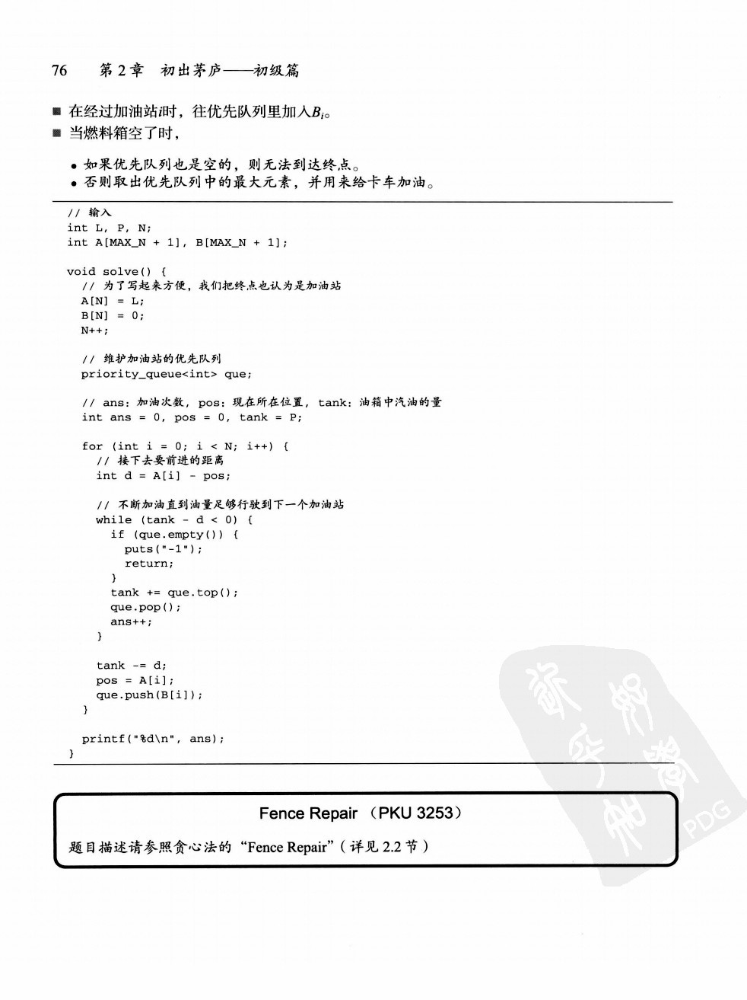 76 第2章 初出茅庐——初级篇
■ 在经过加油站i时，往优先队列里加入Bi。
■ 当燃料箱空了时，
● 如果优先队列也是空的，则无法到达终点。
● 否则取出优先队列中的最大元素，并用来给卡车加油。
// 输入
int L, P, N;
int A[MAX_N + 1], B[MAX_N + 1];
void solve() {
// 为了写起来方便，我们把终点也认为是加油站
A[N] = L;
B[N] = 0;
N++;
// 维护加油站的优先队列
priority_queue<int> que;
// ans: 加油次数, pos: 现在所在位置, tank: 油箱中汽油的量
int ans = 0, pos = 0, tank = P;
for (int i = 0; i < N; i++) {
// 接下去要前进的距离
int d = A[i] - pos;
// 不断加油直到油量足够行驶到下一个加油站
while (tank - d < 0) {
if (que.empty()) {
puts("-1");
return;
}
tank += que.top();
que.pop();
ans++;
}
tank -= d;
pos = A[i];
que.push(B[i]);
}
printf("%d\n", ans);
}
Fence Repair （PKU 3253）
题目描述请参照贪心法的“Fence Repair”（详见2.2节）
PDG